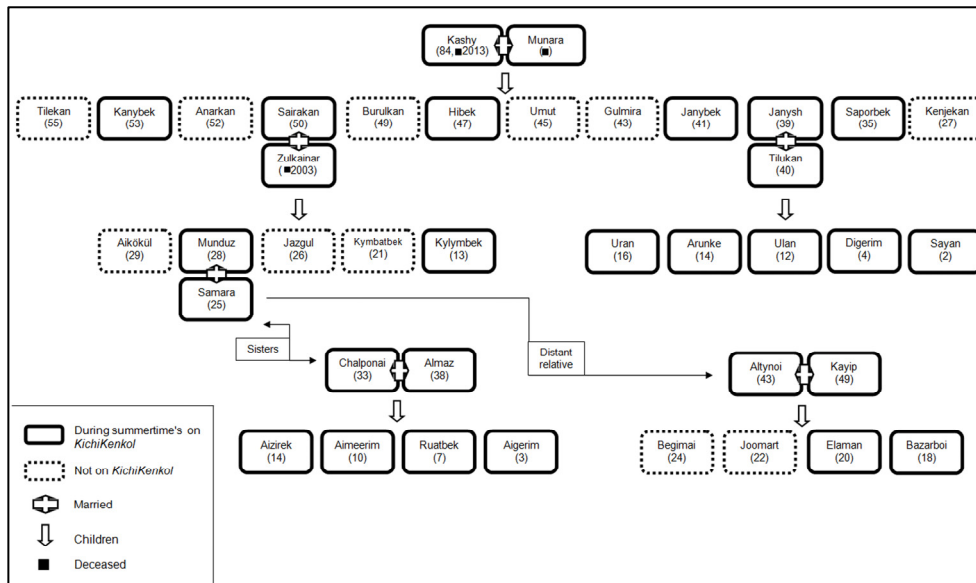 Kashy
(84, ■2013)
Munara
(■)
Tilekan
(55)
Kanybek
(53)
Anarkan
(52)
Sairakan
(50)
Burulkan
(49)
Hibek
(47)
Umut
(45)
Gulmira
(43)
Janybek
(41)
Janysh
(39)
Saporbek
(35)
Kenjekan
(27)
Zulkainar
(■2003)
Tilukan
(40)
Aikökül
(29)
Munduz
(28)
Jazgul
(26)
Kymbatbek
(21)
Kylymbek
(13)
Uran
(16)
Arunke
(14)
Ulan
(12)
Digerim
(4)
Sayan
(2)
Samara
(25)
Sisters
Distant
relative
Chalponai
(33)
Almaz
(38)
Altynoi
(43)
Kayip
(49)
Aizirek
(14)
Aimeerim
(10)
Ruatbek
(7)
Aigerim
(3)
Begimai
(24)
Joomart
(22)
Elaman
(20)
Bazarboi
(18)
During summertime's on
KichiKenkol
Not on KichiKenkol
Married
Children
Deceased